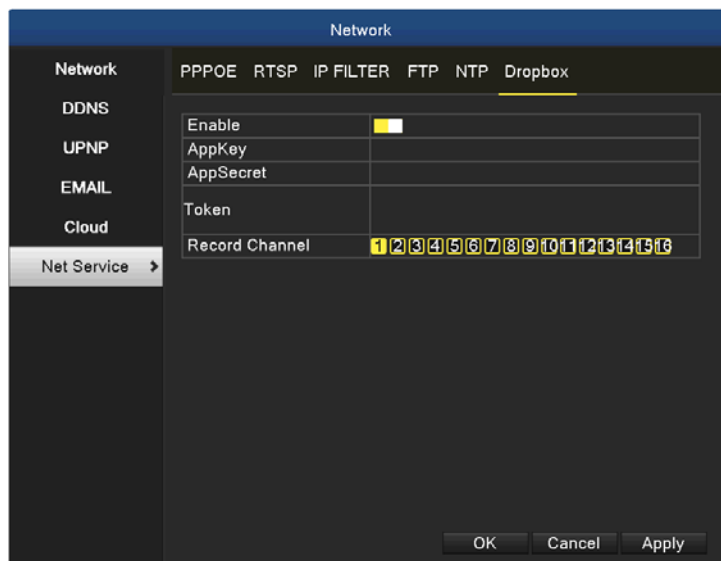 Network
Network
DDNS
UPNP
EMAIL
Cloud
Net Service >
PPPOE RTSP IP FILTER FTP NTP Dropbox
Enable
AppKey
AppSecret
Token
Record Channel 1 2 3 4 5 6 7 8 9 10 11 12 13 14 15 16
OK Cancel Apply